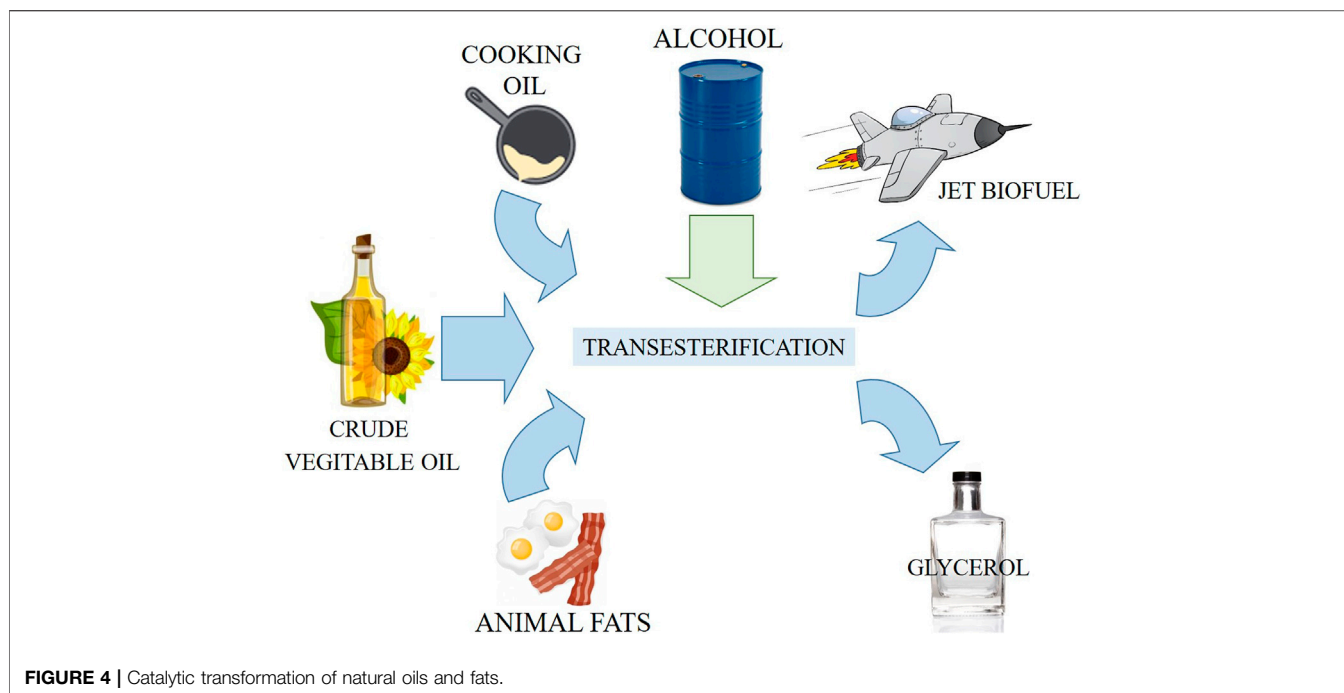 COOKING
OIL
ALCOHOL
JET BIOFUEL
TRANSESTERIFICATION
CRUDE
VEGITABLE OIL
GLYCEROL
ANIMAL FATS
FIGURE 4 | Catalytic transformation of natural oils and fats.